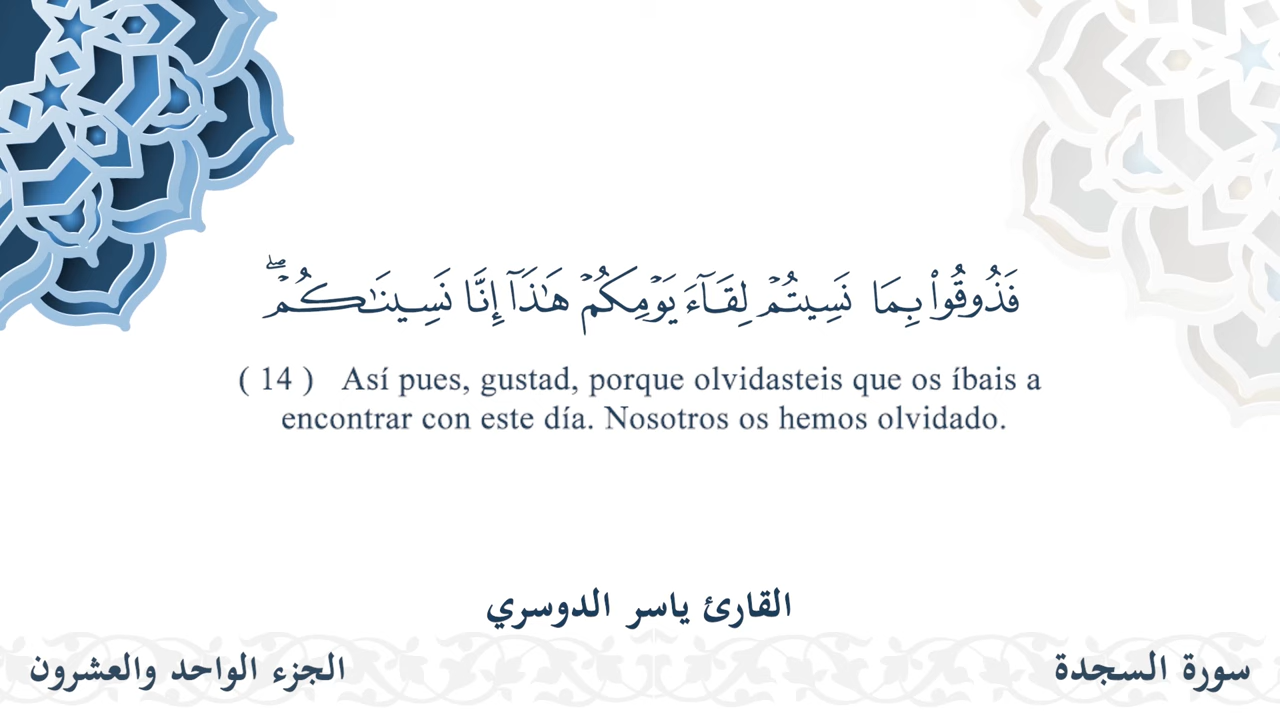 فَذُوقُوا۟ بِمَا نَسِيتُمْ لِقَآءَ يَوْمِكُمْ هَـٰذَآ إِنَّا نَسِينَـٰكُمْ ۖ
( 14 ) Así pues, gustad, porque olvidasteis que os íbais a
encontrar con este día. Nosotros os hemos olvidado.
القارئ ياسر الدوسري
سورة السجدة
الجزء الواحد والعشرون